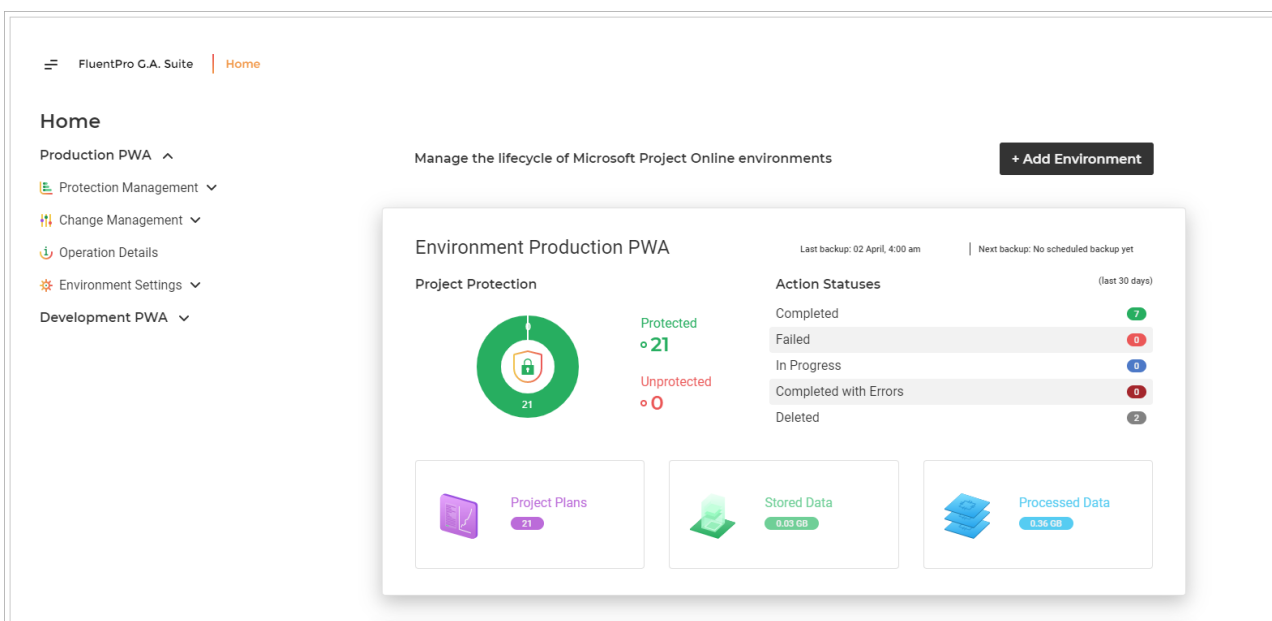 FluentPro G.A. Suite Home
Home
Production PWA
Protection Management
Change Management
Operation Details
Environment Settings
Development PWA
Manage the lifecycle of Microsoft Project Online environments
+ Add Environment
Environment Production PWA
Last backup: 02 April, 4:00 am
Next backup: No scheduled backup yet
Project Protection
0
21
Protected
21
Unprotected
0
Action Statuses
(last 30 days)
Completed 7
Failed 0
In Progress 0
Completed with Errors 0
Deleted 2
Project Plans
21
Stored Data
0.03 GB
Processed Data
0.36 GB